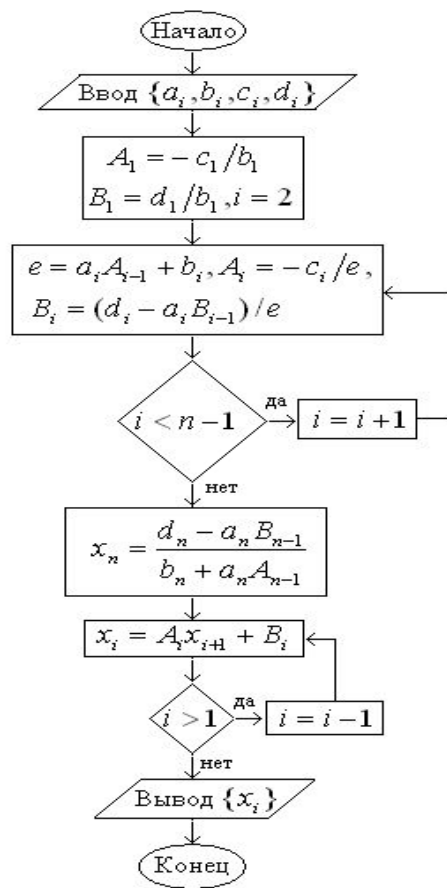 Начало
Ввод {a_i, b_i, c_i, d_i}
A_1 = – c_1/b_1
B_1 = d_1/b_1, i = 2
e = a_i A_{i–1} + b_i, A_i = –c_i/e,
B_i = (d_i – a_i B_{i–1})/e
i < n – 1
да
i = i + 1
нет
x_n = (d_n – a_n B_{n–1})/(b_n + a_n A_{n–1})
x_i = A_i x_{i+1} + B_i
i > 1
да
i = i – 1
нет
Вывод {x_i}
Конец